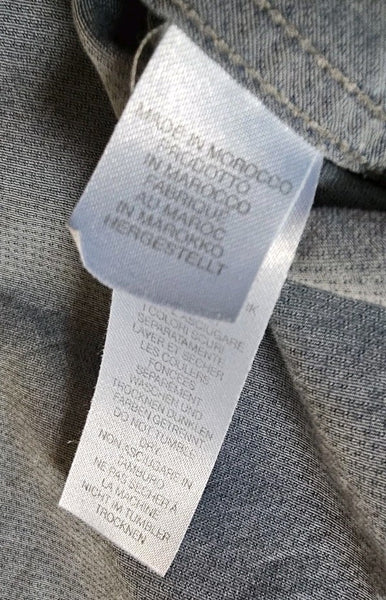 MADE IN MOROCCO
PRODOTTO
IN MAROCCO
FABRIQUE
AU MAROC
IN MAROKKO
HERGESTELLT
I COLORI SCURI
SEPARATAMENTE
LAVER ET SÉCHER
LES COULEURS
FONCÉES
SÉPARÉMENT
WASCHEN UND
TROCKNEN DUNKLEN
FARBEN GETRENNT
DO NOT TUMBLE
DRY
NON ASCIUGARE IN
TAMBURO
NE PAS SÉCHER À
LA MACHINE
NICHT IM TUMBLER
TROCKNEN